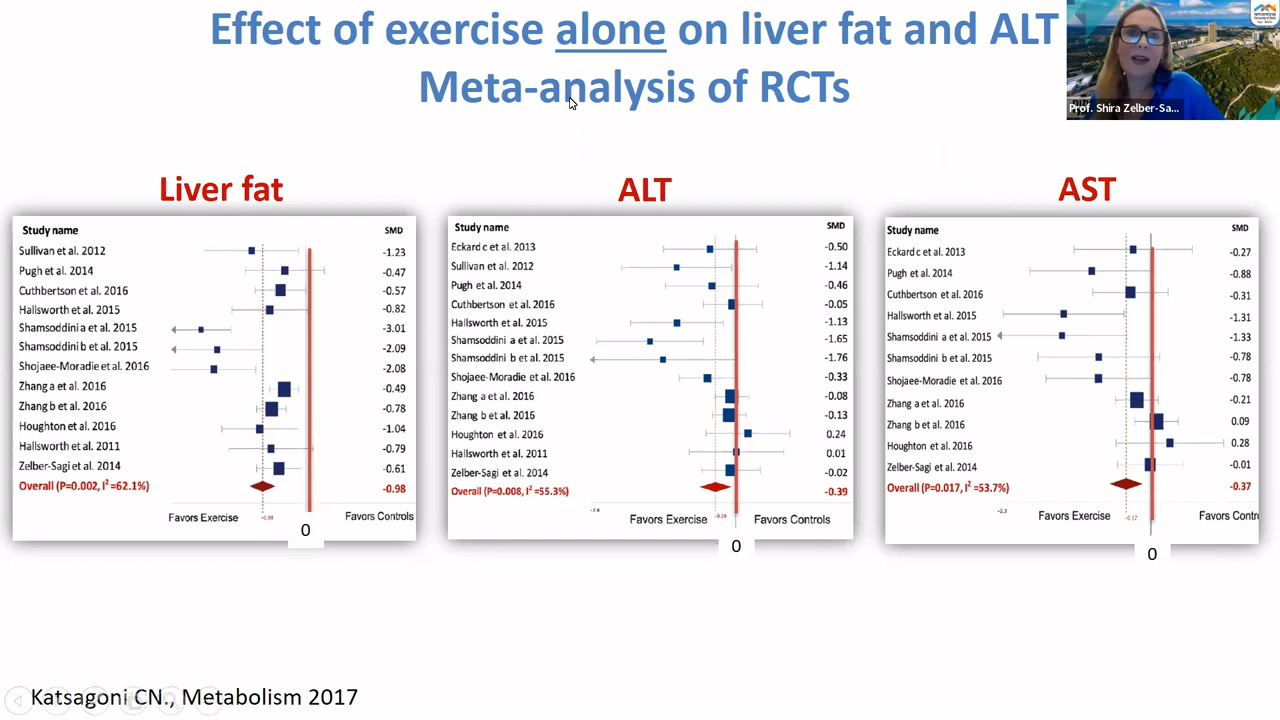 Effect of exercise alone on liver fat and ALT
Meta-analysis of RCTs
Prof. Shira Zelber-Sa...
Liver fat
Study name SMD
Sullivan et al. 2012 -1.23
Pugh et al. 2014 -0.47
Cuthbertson et al. 2016 -0.57
Hallsworth et al. 2015 -0.82
Shamsoddini a et al. 2015 -3.01
Shamsoddini b et al. 2015 -2.09
Shojaee-Moradie et al. 2016 -2.08
Zhang a et al. 2016 -0.49
Zhang b et al. 2016 -0.78
Houghton et al. 2016 -1.04
Hallsworth et al. 2011 -0.79
Zelber-Sagi et al. 2014 -0.61
Overall (P=0.002, I² =62.1%) -0.98
Favors Exercise Favors Controls
0
ALT
Study name SMD
Eckard c et al. 2013 -0.50
Sullivan et al. 2012 -1.14
Pugh et al. 2014 -0.46
Cuthbertson et al. 2016 -0.05
Hallsworth et al. 2015 -1.13
Shamsoddini a et al. 2015 -1.65
Shamsoddini b et al. 2015 -1.76
Shojaee-Moradie et al. 2016 -0.33
Zhang a et al. 2016 -0.08
Zhang b et al. 2016 -0.13
Houghton et al. 2016 0.24
Hallsworth et al. 2011 0.01
Zelber-Sagi et al. 2014 -0.02
Overall (P=0.008, I² =55.3%) -0.39
Favors Exercise Favors Controls
0
AST
Study name SMD
Eckard c et al. 2013 -0.27
Pugh et al. 2014 -0.88
Cuthbertson et al. 2016 -0.31
Hallsworth et al. 2015 -1.31
Shamsoddini a et al. 2015 -1.33
Shamsoddini b et al. 2015 -0.78
Shojaee-Moradie et al. 2016 -0.78
Zhang a et al. 2016 -0.21
Zhang b et al. 2016 0.09
Houghton et al. 2016 0.28
Zelber-Sagi et al. 2014 -0.01
Overall (P=0.017, I² =53.7%) -0.37
-2.3 Favors Exercise -0.37 Favors Contro
0
Katsagoni CN., Metabolism 2017